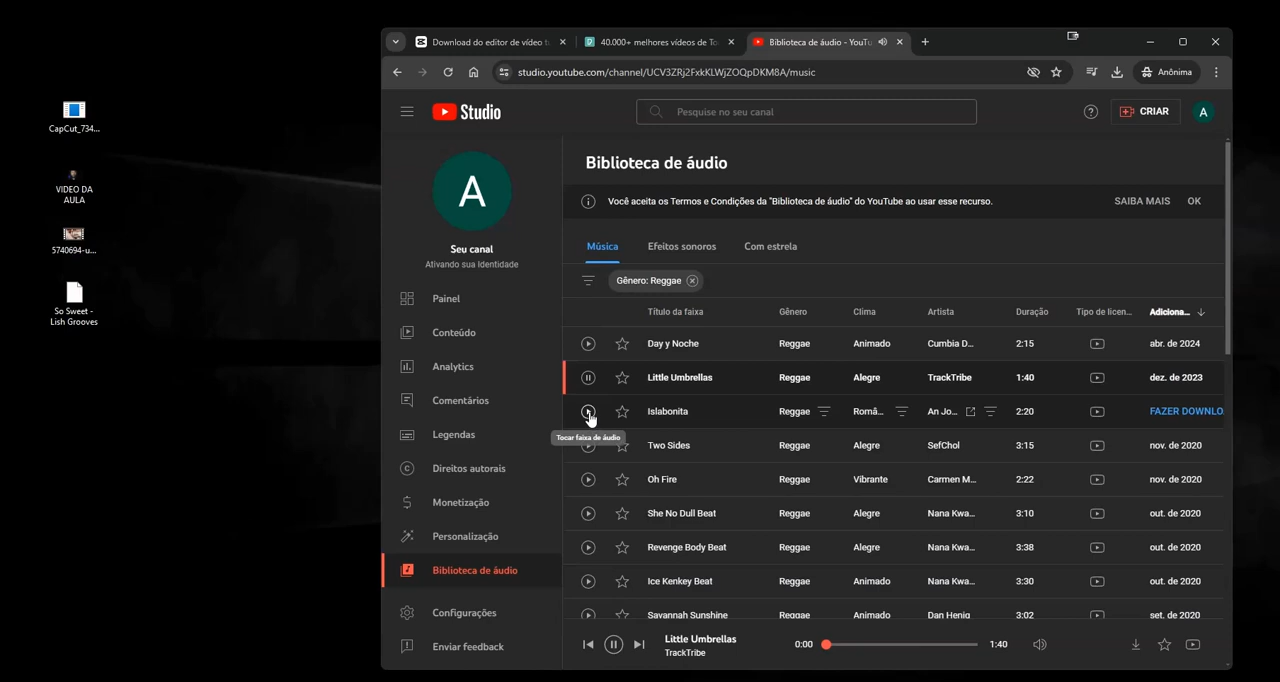 CapCut_734...
VIDEO DA
AULA
5740694-u...
So Sweet -
Lish Grooves
Download do editor de vídeo t
40.000+ melhores vídeos de To
Biblioteca de áudio - YouTu
studio.youtube.com/channel/UCV3ZRj2FxkKLWjZOQpDKM8A/music
Anônima
Studio
Pesquise no seu canal
CRIAR
A
A
Seu canal
Ativando sua Identidade
Painel
Conteúdo
Analytics
Comentários
Legendas
Direitos autorais
Monetização
Personalização
Biblioteca de áudio
Configurações
Enviar feedback
Biblioteca de áudio
Você aceita os Termos e Condições da "Biblioteca de áudio" do YouTube ao usar esse recurso. SAIBA MAIS OK
Música Efeitos sonoros Com estrela
Gênero: Reggae
Título da faixa Gênero Clima Artista Duração Tipo de licen... Adiciona...
Day y Noche Reggae Animado Cumbia D... 2:15 abr. de 2024
Little Umbrellas Reggae Alegre TrackTribe 1:40 dez. de 2023
Islabonita Reggae Româ... An Jo... 2:20 FAZER DOWNLO
Tocar faixa de áudio
Two Sides Reggae Alegre SefChol 3:15 nov. de 2020
Oh Fire Reggae Vibrante Carmen M... 2:22 nov. de 2020
She No Dull Beat Reggae Alegre Nana Kwa... 3:10 out. de 2020
Revenge Body Beat Reggae Alegre Nana Kwa... 3:38 out. de 2020
Ice Kenkey Beat Reggae Animado Nana Kwa... 3:30 out. de 2020
Savannah Sunshine Reggae Animado Dan Henig 3:02 set. de 2020
Little Umbrellas
TrackTribe
0:00 1:40